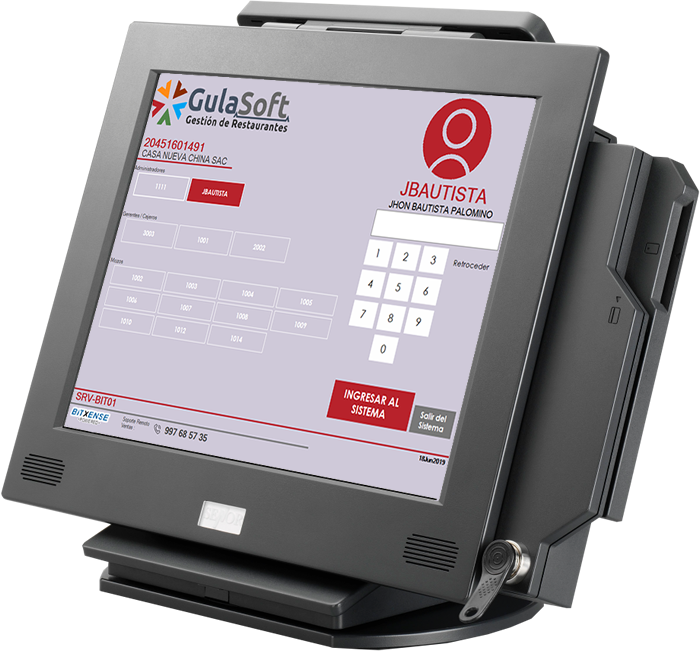 GulaSoft
Gestión de Restaurantes
20451601491
CASA NUEVA CHINA SAC
Administradores
1111
JBAUTISTA
Gerentes / Cajeros
3003
1001
2002
Mozos
1002
1003
1004
1005
1006
1007
1008
1009
1010
1012
1014
JBAUTISTA
JHON BAUTISTA PALOMINO
1 2 3
Retroceder
4 5 6
7 8 9
0
INGRESAR AL
SISTEMA
Salir del
Sistema
SRV-BIT01
BITXENSE
Soporte Remoto
Ventas
997 68 57 35
18Jun2019